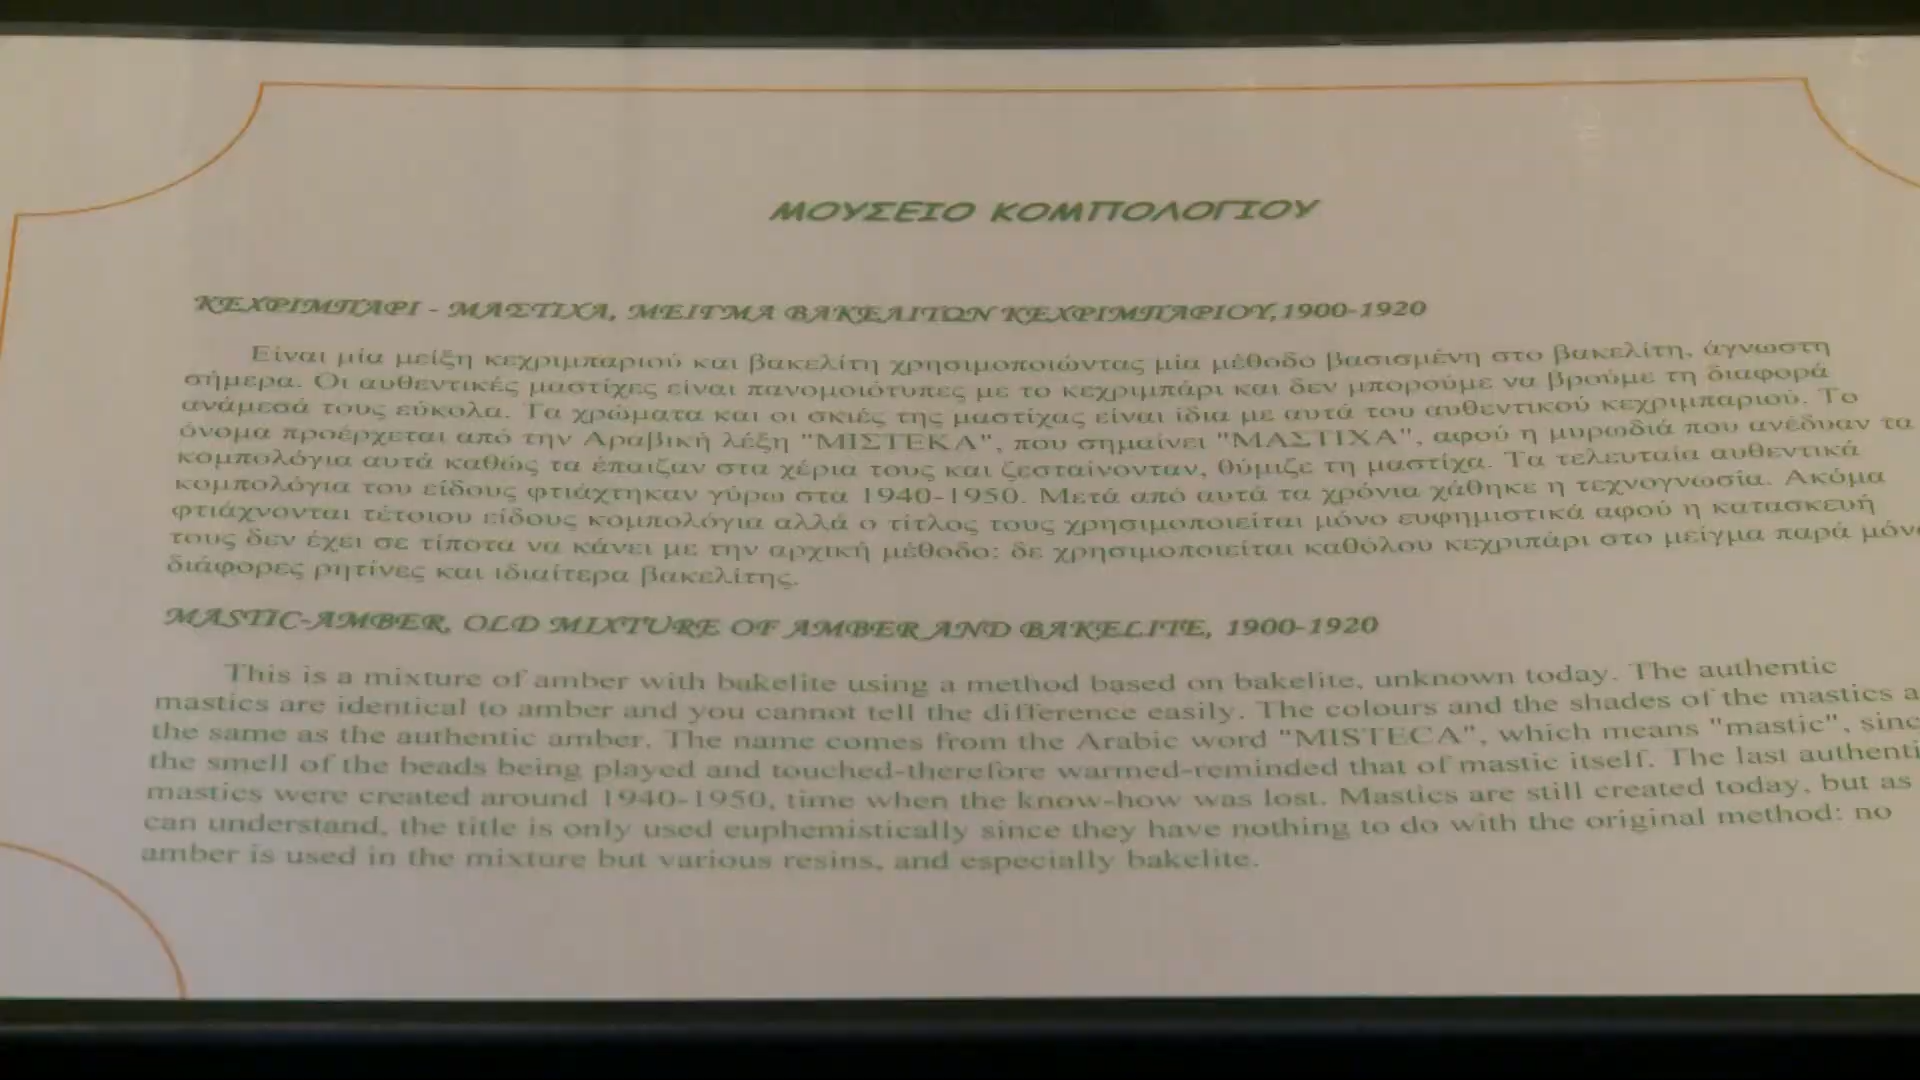 ΜΟΥΣΕΙΟ ΚΟΜΠΟΛΟΓΙΟΥ
ΚΕΧΡΙΜΠΑΡΙ - ΜΑΣΤΙΧΑ, ΜΕΙΓΜΑ ΒΑΚΕΛΙΤΩΝ ΚΕΧΡΙΜΠΑΡΙΟΥ,1900-1920
Είναι μία μείξη κεχριμπαριού και βακελίτη χρησιμοποιώντας μία μέθοδο βασισμένη στο βακελίτη, άγνωστη
σήμερα. Οι αυθεντικές μαστίχες είναι πανομοιότυπες με το κεχριμπάρι και δεν μπορούμε να βρούμε τη διαφορά
ανάμεσά τους εύκολα. Τα χρώματα και οι σκιές της μαστίχας είναι ίδια με αυτά του αυθεντικού κεχριμπαριού. Το
όνομα προέρχεται από την Αραβική λέξη "ΜΙΣΤΕΚΑ", που σημαίνει "ΜΑΣΤΙΧΑ", αφού η μυρωδιά που ανέδυαν τα
κομπολόγια αυτά καθώς τα έπαιζαν στα χέρια τους και ζεσταίνονταν, θύμιζε τη μαστίχα. Τα τελευταία αυθεντικά
κομπολόγια του είδους φτιάχτηκαν γύρω στα 1940-1950. Μετά από αυτά τα χρόνια χάθηκε η τεχνογνωσία. Ακόμα
φτιάχνονται τέτοιου είδους κομπολόγια αλλά ο τίτλος τους χρησιμοποιείται μόνο ευφημιστικά αφού η κατασκευή
τους δεν έχει σε τίποτα να κάνει με την αρχική μέθοδο: δε χρησιμοποιείται καθόλου κεχριπάρι στο μείγμα παρά μόνο
διάφορες ρητίνες και ιδιαίτερα βακελίτης.
MASTIC-AMBER, OLD MIXTURE OF AMBER AND BAKELITE, 1900-1920
This is a mixture of amber with bakelite using a method based on bakelite, unknown today. The authentic
mastics are identical to amber and you cannot tell the difference easily. The colours and the shades of the mastics a
the same as the authentic amber. The name comes from the Arabic word "MISTECA", which means "mastic", sinc
the smell of the beads being played and touched-therefore warmed-reminded that of mastic itself. The last authenti
mastics were created around 1940-1950, time when the know-how was lost. Mastics are still created today, but as
can understand, the title is only used euphemistically since they have nothing to do with the original method: no
amber is used in the mixture but various resins, and especially bakelite.